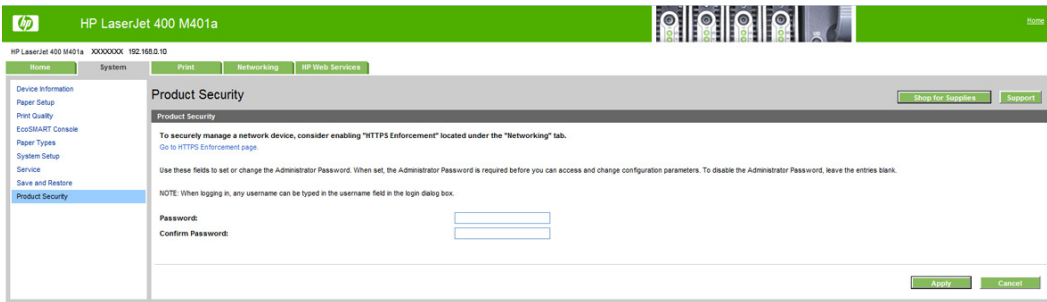 hp HP LaserJet 400 M401a Home
HP LaserJet 400 M401a XXXXXXX 192.168.0.10
Home System Print Networking HP Web Services
Device Information
Paper Setup
Print Quality
EcoSMART Console
Paper Types
System Setup
Service
Save and Restore
Product Security
Product Security Shop for Supplies Support
Product Security
To securely manage a network device, consider enabling "HTTPS Enforcement" located under the "Networking" tab.
Go to HTTPS Enforcement page.
Use these fields to set or change the Administrator Password. When set, the Administrator Password is required before you can access and change configuration parameters. To disable the Administrator Password, leave the entries blank.
NOTE: When logging in, any username can be typed in the username field in the login dialog box.
Password:
Confirm Password:
Apply Cancel